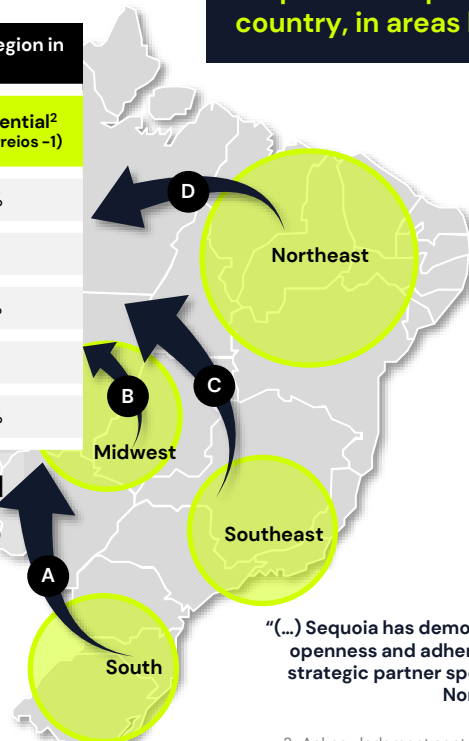 country, in areas
egion in
ential²
reios -1)
%
D
Northeast
%
C
B
%
Midwest
Southeast
A
South
"(...) Sequoia has demo
openness and adher
strategic partner spe
Nor